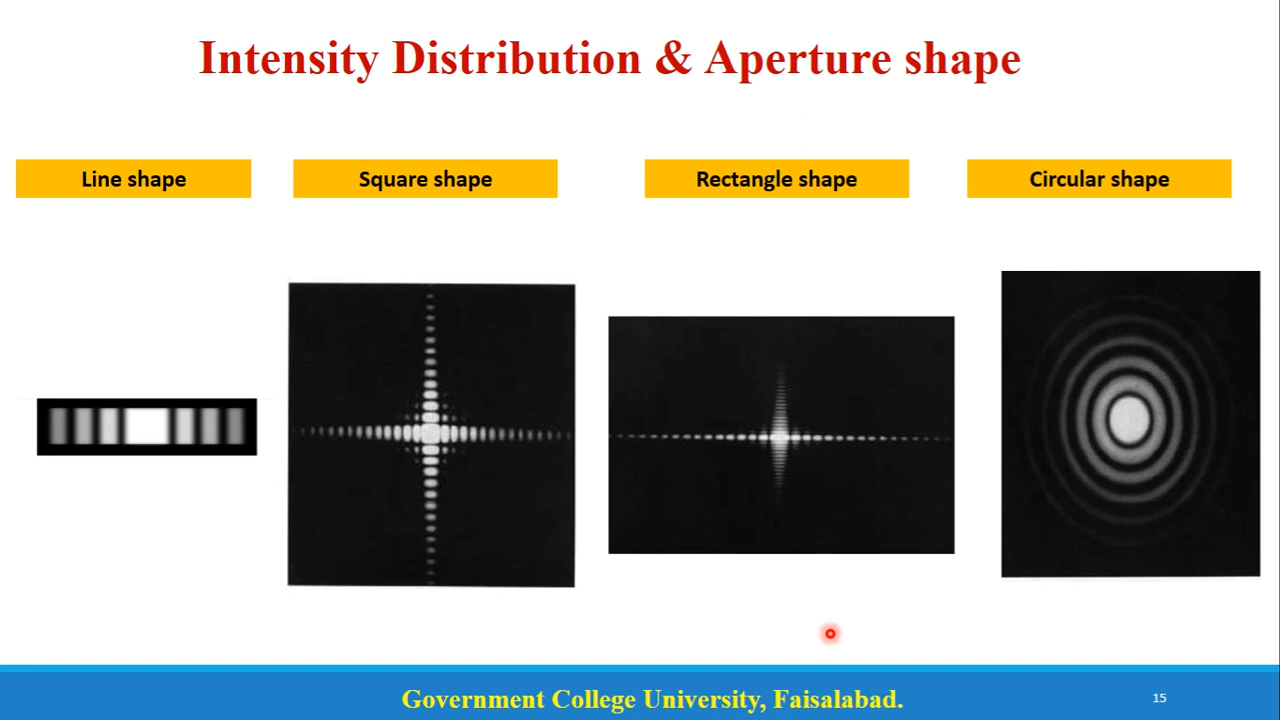 Intensity Distribution & Aperture shape
Line shape
Square shape
Rectangle shape
Circular shape
Government College University, Faisalabad.
15